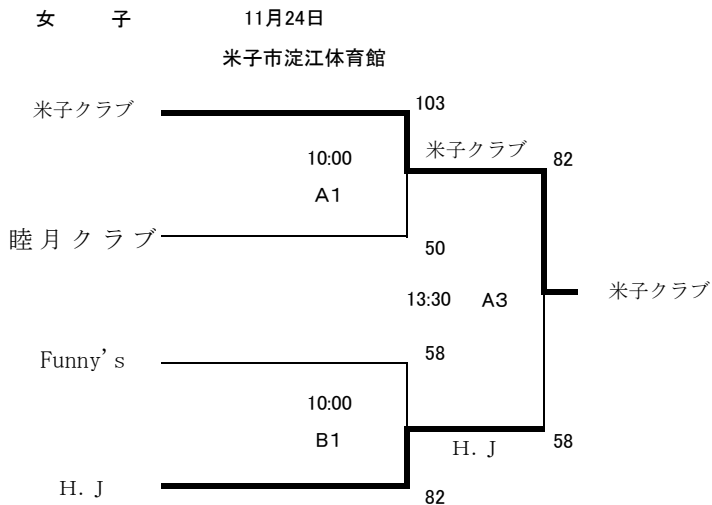 女 子 11月24日
米子市淀江体育館
103
米子クラブ
米子クラブ 82
10:00
A1
睦月クラブ
50
13:30 A3 米子クラブ
58
Funny's
10:00
B1
H. J 58
H. J
82